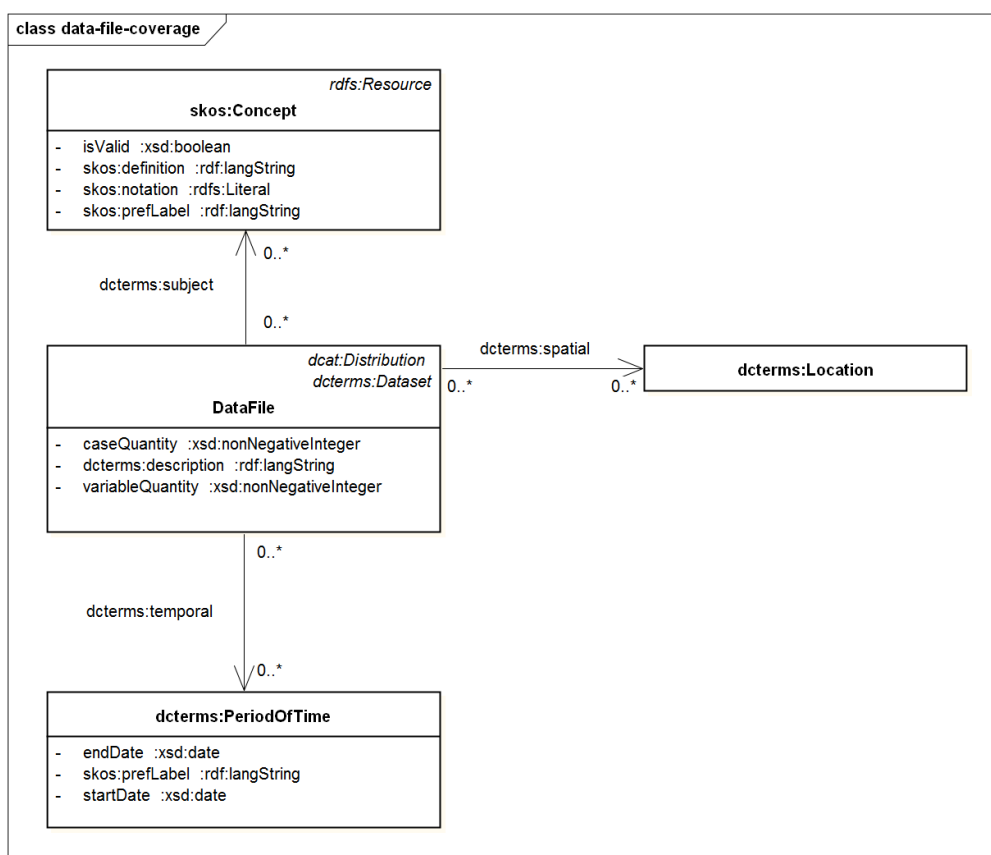 class data-file-coverage
rdfs:Resource
skos:Concept
- isValid :xsd:boolean
- skos:definition :rdf:langString
- skos:notation :rdfs:Literal
- skos:prefLabel :rdf:langString
0..*
dcterms:subject
0..*
dcat:Distribution
dcterms:Dataset
DataFile
- caseQuantity :xsd:nonNegativeInteger
- dcterms:description :rdf:langString
- variableQuantity :xsd:nonNegativeInteger
dcterms:spatial
0..* 0..*
dcterms:Location
0..*
dcterms:temporal
0..*
dcterms:PeriodOfTime
- endDate :xsd:date
- skos:prefLabel :rdf:langString
- startDate :xsd:date